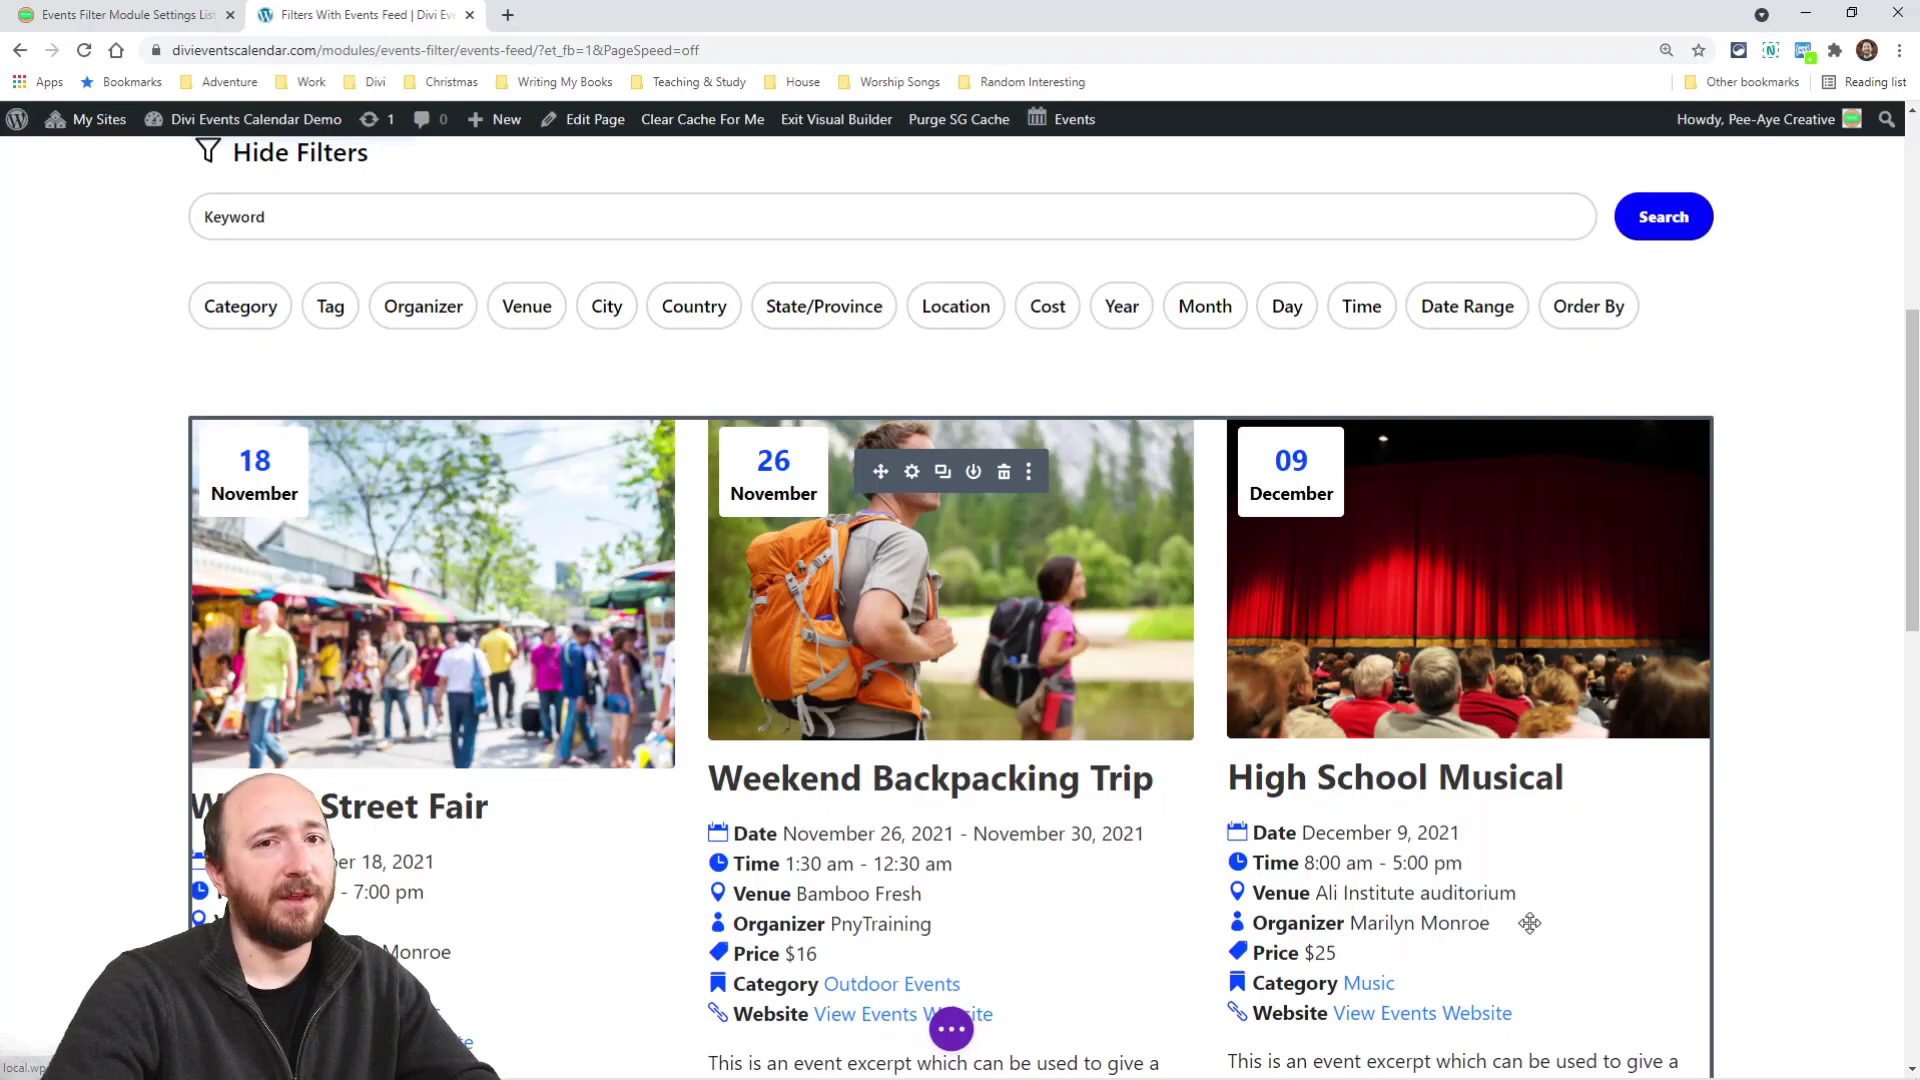 Events Filter Module Settings List
Filters With Events Feed | Divi Eve
divieventscalendar.com/modules/events-filter/events-feed/?et_fb=1&PageSpeed=off
Apps Bookmarks Adventure Work Divi Christmas Writing My Books Teaching & Study House Worship Songs Random Interesting Other bookmarks Reading list
My Sites Divi Events Calendar Demo 1 0 New Edit Page Clear Cache For Me Exit Visual Builder Purge SG Cache Events Howdy, Pee-Aye Creative
Hide Filters
Keyword Search
Category Tag Organizer Venue City Country State/Province Location Cost Year Month Day Time Date Range Order By
18
November
Street Fair
er 18, 2021
- 7:00 pm
Monroe
26
November
Weekend Backpacking Trip
Date November 26, 2021 - November 30, 2021
Time 1:30 am - 12:30 am
Venue Bamboo Fresh
Organizer PnyTraining
Price $16
Category Outdoor Events
Website View Events Website
This is an event excerpt which can be used to give a
09
December
High School Musical
Date December 9, 2021
Time 8:00 am - 5:00 pm
Venue Ali Institute auditorium
Organizer Marilyn Monroe
Price $25
Category Music
Website View Events Website
This is an event excerpt which can be used to give a
local.wp